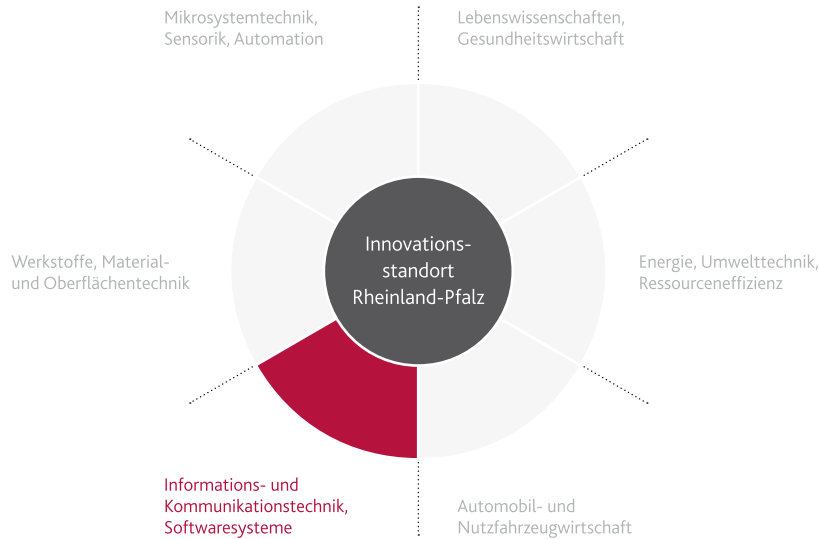 Mikrosystemtechnik,
Sensorik, Automation
Lebenswissenschaften,
Gesundheitswirtschaft
Innovations-
standort
Rheinland-Pfalz
Werkstoffe, Material-
und Oberflächentechnik
Energie, Umwelttechnik,
Ressourceneffizienz
Informations- und
Kommunikationstechnik,
Softwaresysteme
Automobil- und
Nutzfahrzeugwirtschaft